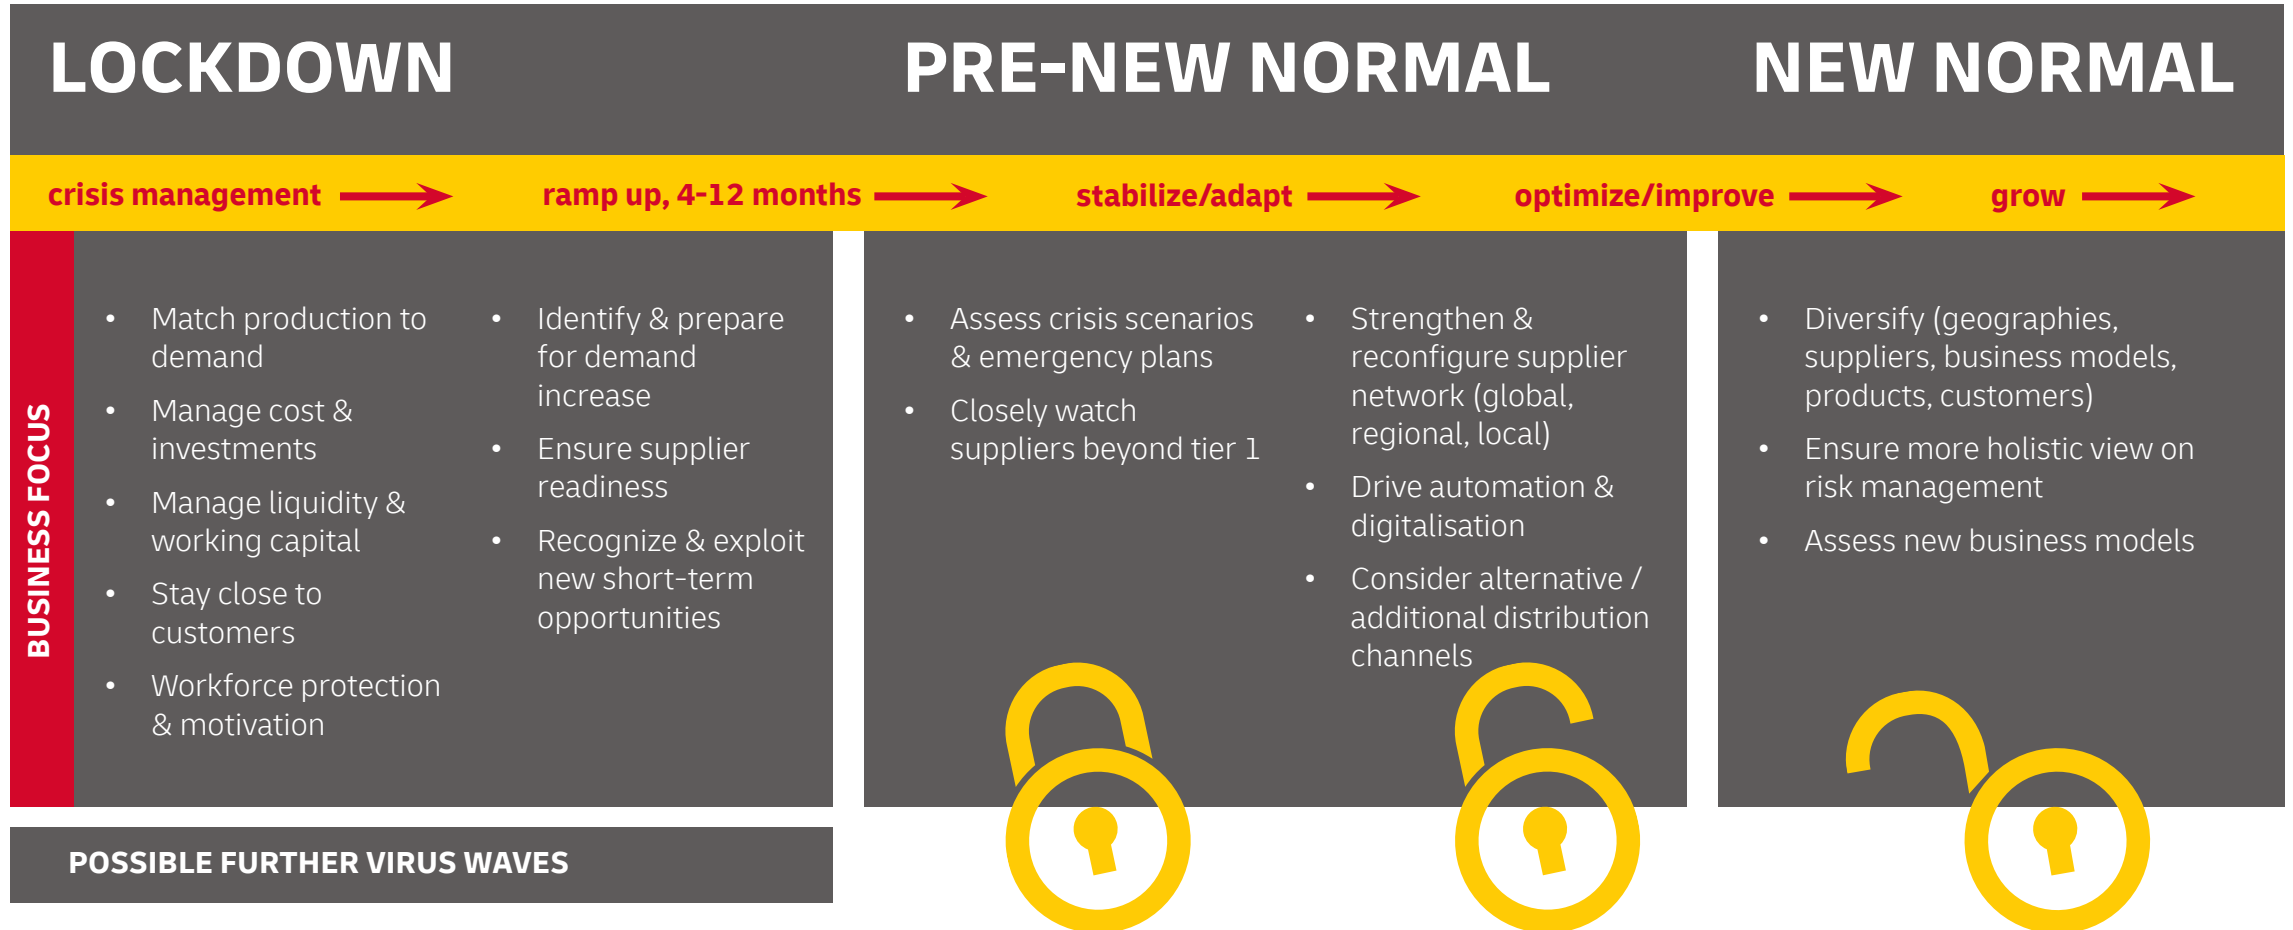 LOCKDOWN
PRE-NEW NORMAL
NEW NORMAL
crisis management
ramp up, 4-12 months
stabilize/adapt
optimize/improve
grow
BUSINESS FOCUS
• Match production to
demand
• Manage cost &
investments
• Manage liquidity &
working capital
• Stay close to
customers
• Workforce protection
& motivation
• Identify & prepare
for demand
increase
• Ensure supplier
readiness
• Recognize & exploit
new short-term
opportunities
• Assess crisis scenarios
& emergency plans
• Closely watch
suppliers beyond tier 1
• Strengthen &
reconfigure supplier
network (global,
regional, local)
• Drive automation &
digitalisation
• Consider alternative /
additional distribution
channels
• Diversify (geographies,
suppliers, business models,
products, customers)
• Ensure more holistic view on
risk management
• Assess new business models
POSSIBLE FURTHER VIRUS WAVES